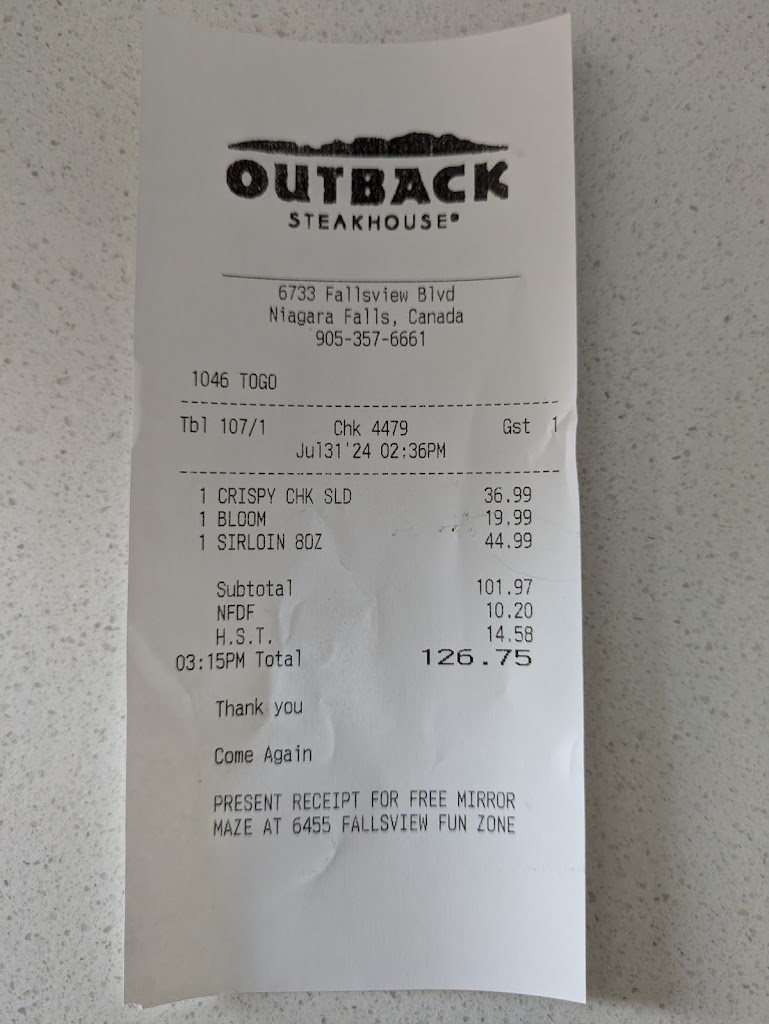 OUTBACK
STEAKHOUSE®
6733 Fallsview Blvd
Niagara Falls, Canada
905-357-6661
1046 TOGO
Tbl 107/1 Chk 4479 Gst 1
Jul31'24 02:36PM
1 CRISPY CHK SLD 36.99
1 BLOOM 19.99
1 SIRLOIN 8OZ 44.99
Subtotal 101.97
NFDF 10.20
H.S.T. 14.58
03:15PM Total 126.75
Thank you
Come Again
PRESENT RECEIPT FOR FREE MIRROR
MAZE AT 6455 FALLSVIEW FUN ZONE